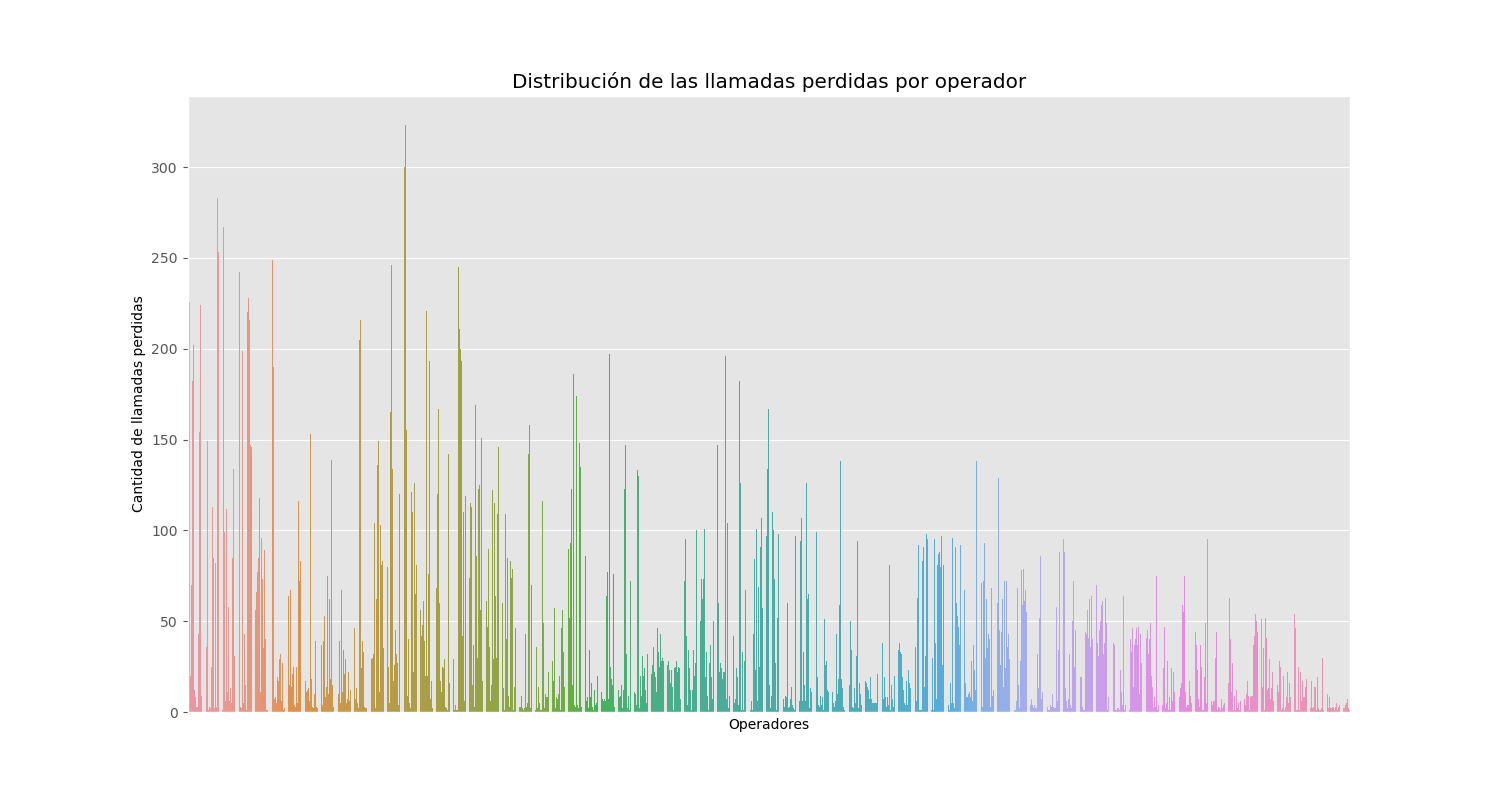 Distribución de las llamadas perdidas por operador
Cantidad de llamadas perdidas
300
250
200
150
100
50
0
Operadores